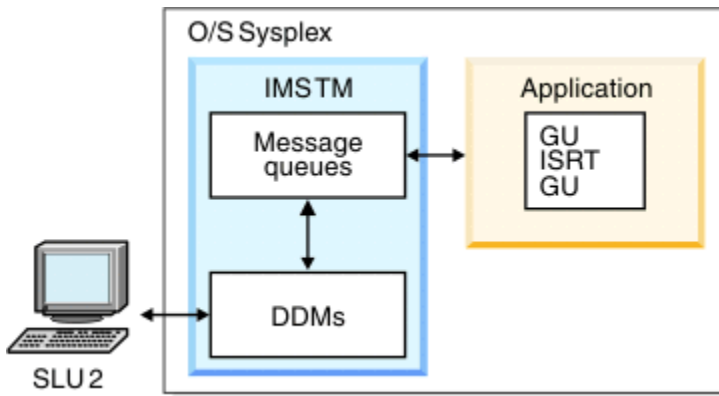 O/S Sysplex
IMS TM
Message
queues
DDMs
Application
GU
ISRT
GU
SLU 2